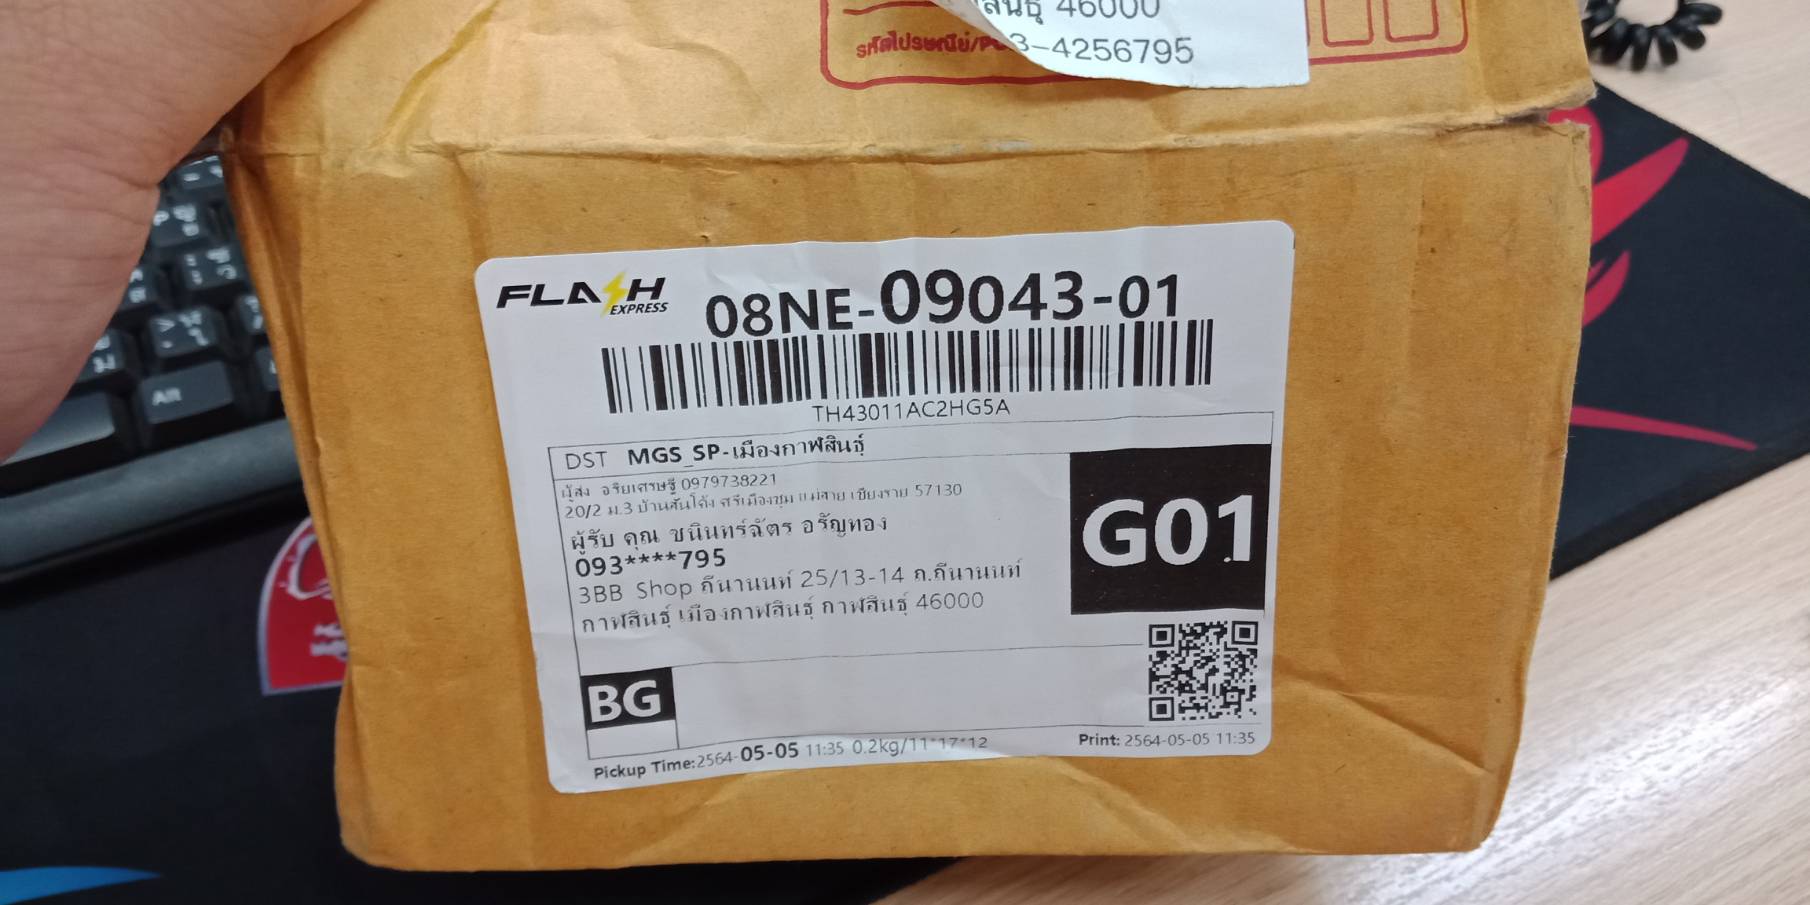 46000
รหัสไปรษณีย์/P
3-4256795
FLASH EXPRESS
08NE-09043-01
TH43011AC2HG5A
DST MGS_SP-เมืองกาฬสินธุ์
ผู้ส่ง อริยเศรษฐี 0979738221
20/2 ม.3 บ้านสันโค้ง ศรีเมืองชุม แม่สาย เชียงราย 57130
ผู้รับ คุณ ชนินทร์ฉัตร อรัญทอง
093****795
3BB Shop ถีนานนท์ 25/13-14 ถ.ถีนานนท์
กาฬสินธุ์ เมืองกาฬสินธุ์ กาฬสินธุ์ 46000
G01
BG
Pickup Time:2564-05-05 11:35 0.2kg/11*17*12
Print: 2564-05-05 11:35
Alt